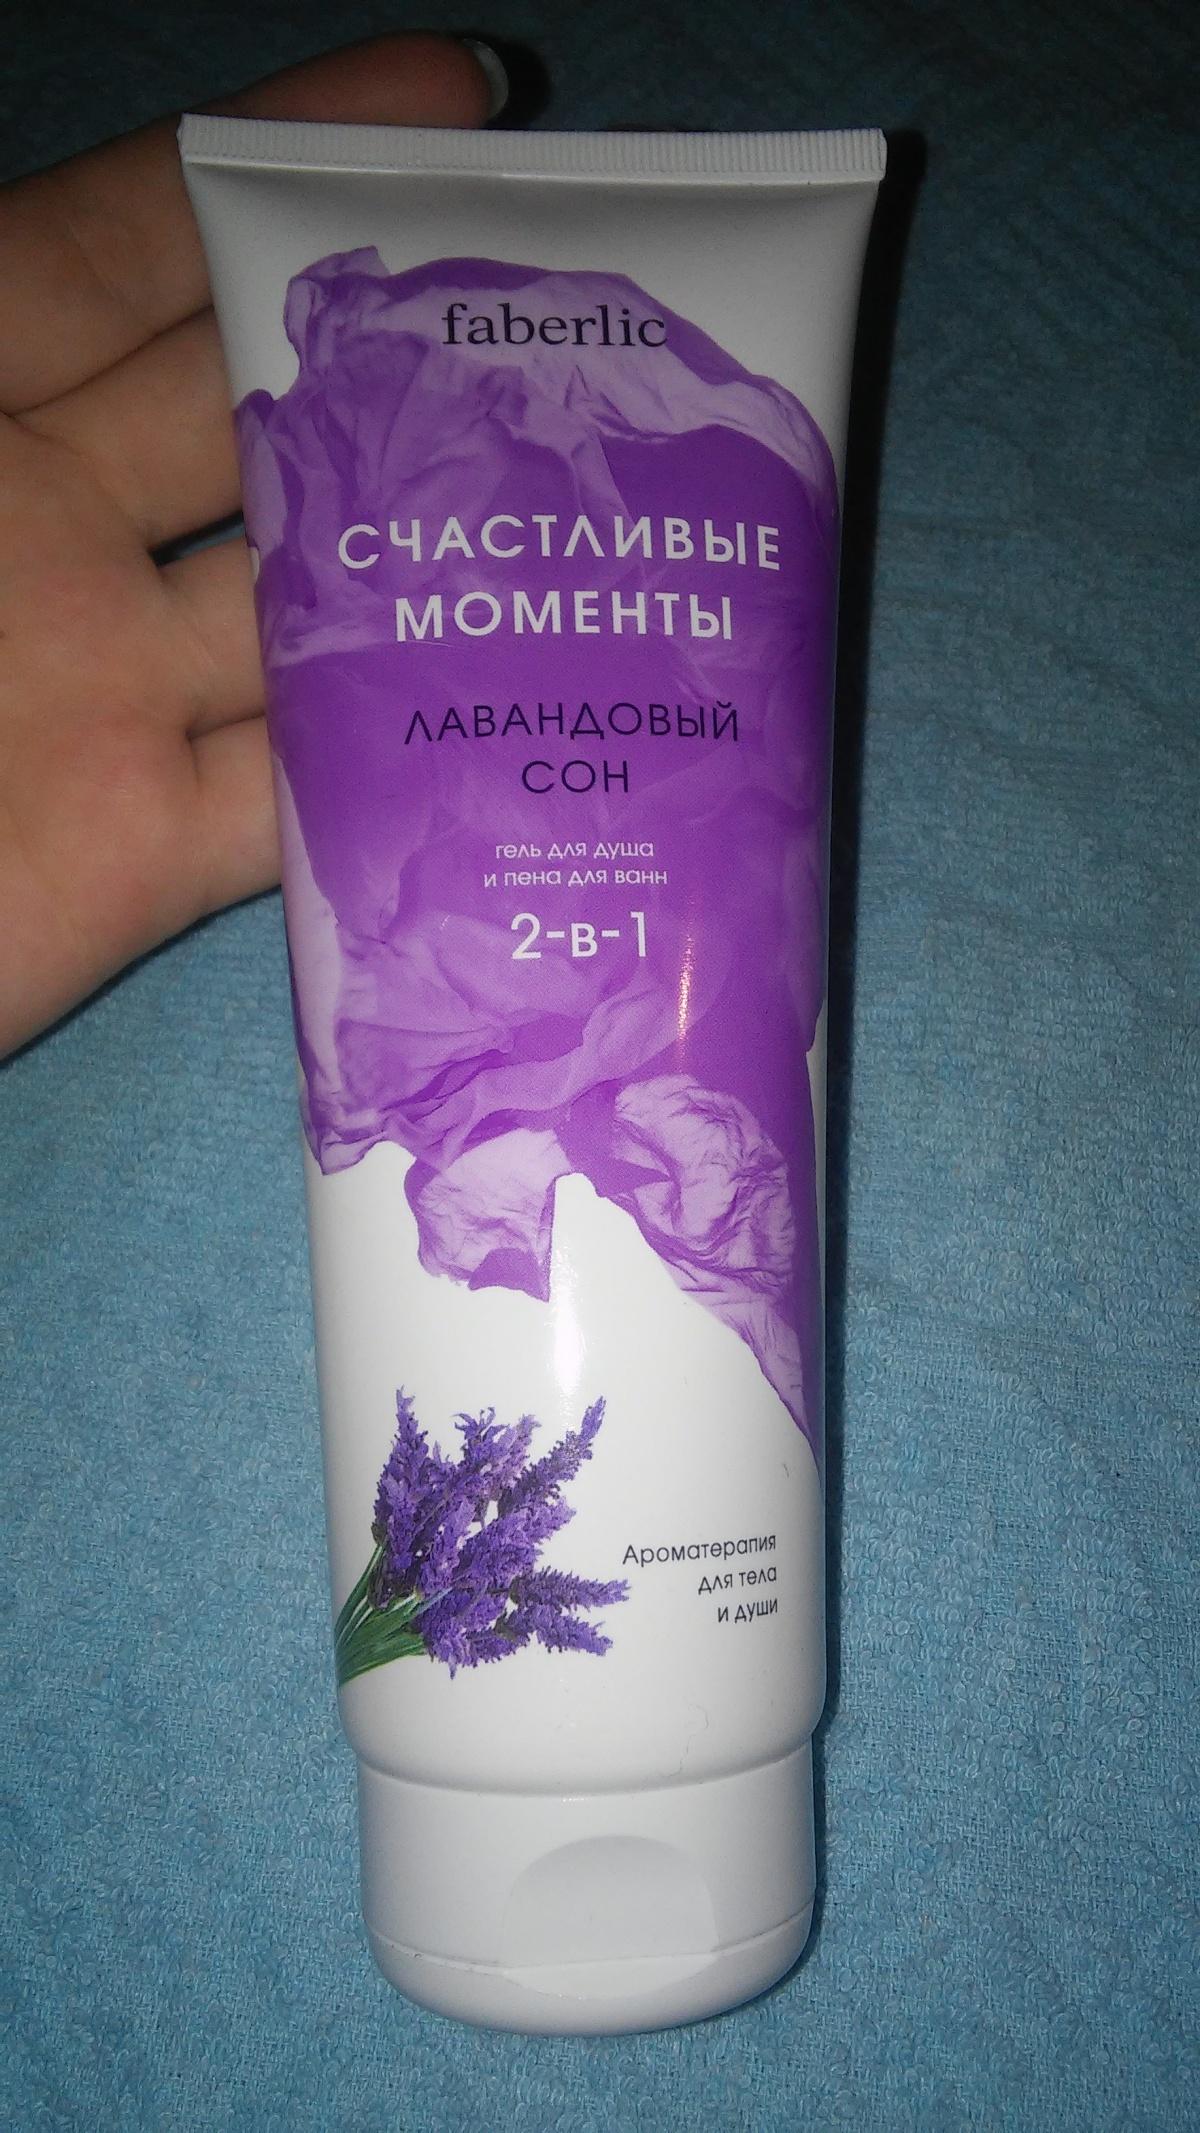 faberlic
СЧАСТЛИВЫЕ
МОМЕНТЫ
ЛАВАНДОВЫЙ
СОН
гель для душа
и пена для ванн
2-в-1
Ароматерапия
для тела
и души